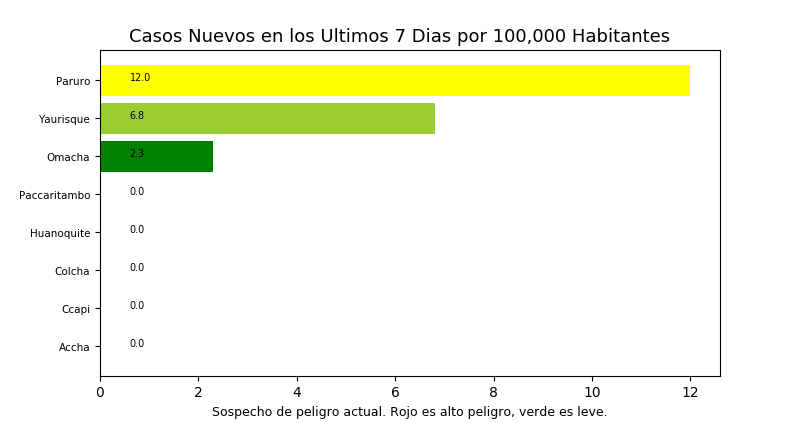 Casos Nuevos en los Ultimos 7 Dias por 100,000 Habitantes
Paruro 12.0
Yaurisque 6.8
Omacha 2.3
Paccaritambo 0.0
Huanoquite 0.0
Colcha 0.0
Ccapi 0.0
Accha 0.0
0 2 4 6 8 10 12
Sospecho de peligro actual. Rojo es alto peligro, verde es leve.